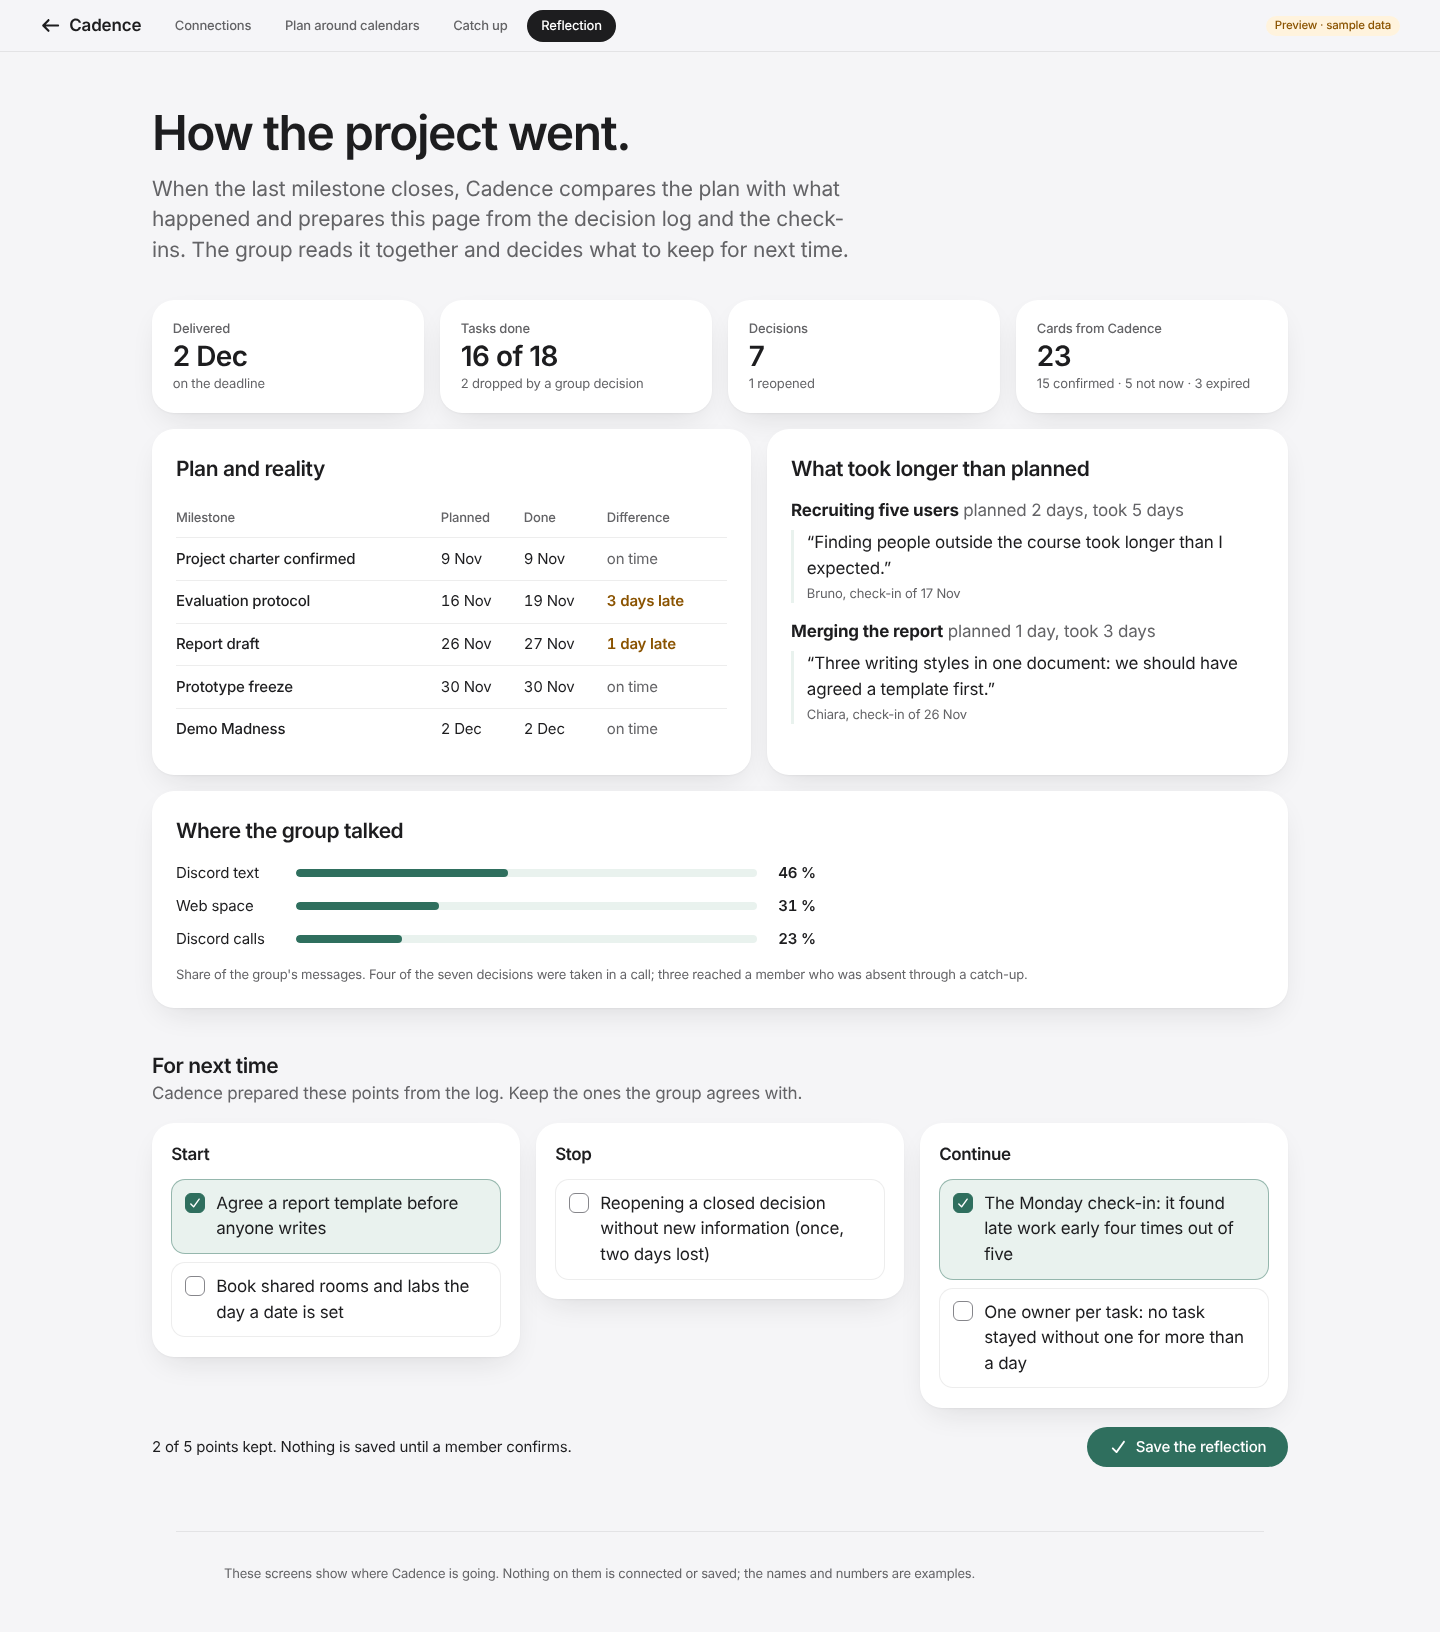 Cadence
Connections
Plan around calendars
Catch up
Reflection
Preview · sample data
How the project went.
When the last milestone closes, Cadence compares the plan with what
happened and prepares this page from the decision log and the check-
ins. The group reads it together and decides what to keep for next time.
Delivered
2 Dec
on the deadline
Tasks done
16 of 18
2 dropped by a group decision
Decisions
7
1 reopened
Cards from Cadence
23
15 confirmed · 5 not now · 3 expired
Plan and reality
Milestone Planned Done Difference
Project charter confirmed 9 Nov 9 Nov on time
Evaluation protocol 16 Nov 19 Nov 3 days late
Report draft 26 Nov 27 Nov 1 day late
Prototype freeze 30 Nov 30 Nov on time
Demo Madness 2 Dec 2 Dec on time
What took longer than planned
Recruiting five users planned 2 days, took 5 days
“Finding people outside the course took longer than I
expected.”
Bruno, check-in of 17 Nov
Merging the report planned 1 day, took 3 days
“Three writing styles in one document: we should have
agreed a template first.”
Chiara, check-in of 26 Nov
Where the group talked
Discord text 46 %
Web space 31 %
Discord calls 23 %
Share of the group's messages. Four of the seven decisions were taken in a call; three reached a member who was absent through a catch-up.
For next time
Cadence prepared these points from the log. Keep the ones the group agrees with.
Start
Agree a report template before
anyone writes
Book shared rooms and labs the
day a date is set
Stop
Reopening a closed decision
without new information (once,
two days lost)
Continue
The Monday check-in: it found
late work early four times out of
five
One owner per task: no task
stayed without one for more than
a day
2 of 5 points kept. Nothing is saved until a member confirms.
Save the reflection
These screens show where Cadence is going. Nothing on them is connected or saved; the names and numbers are examples.